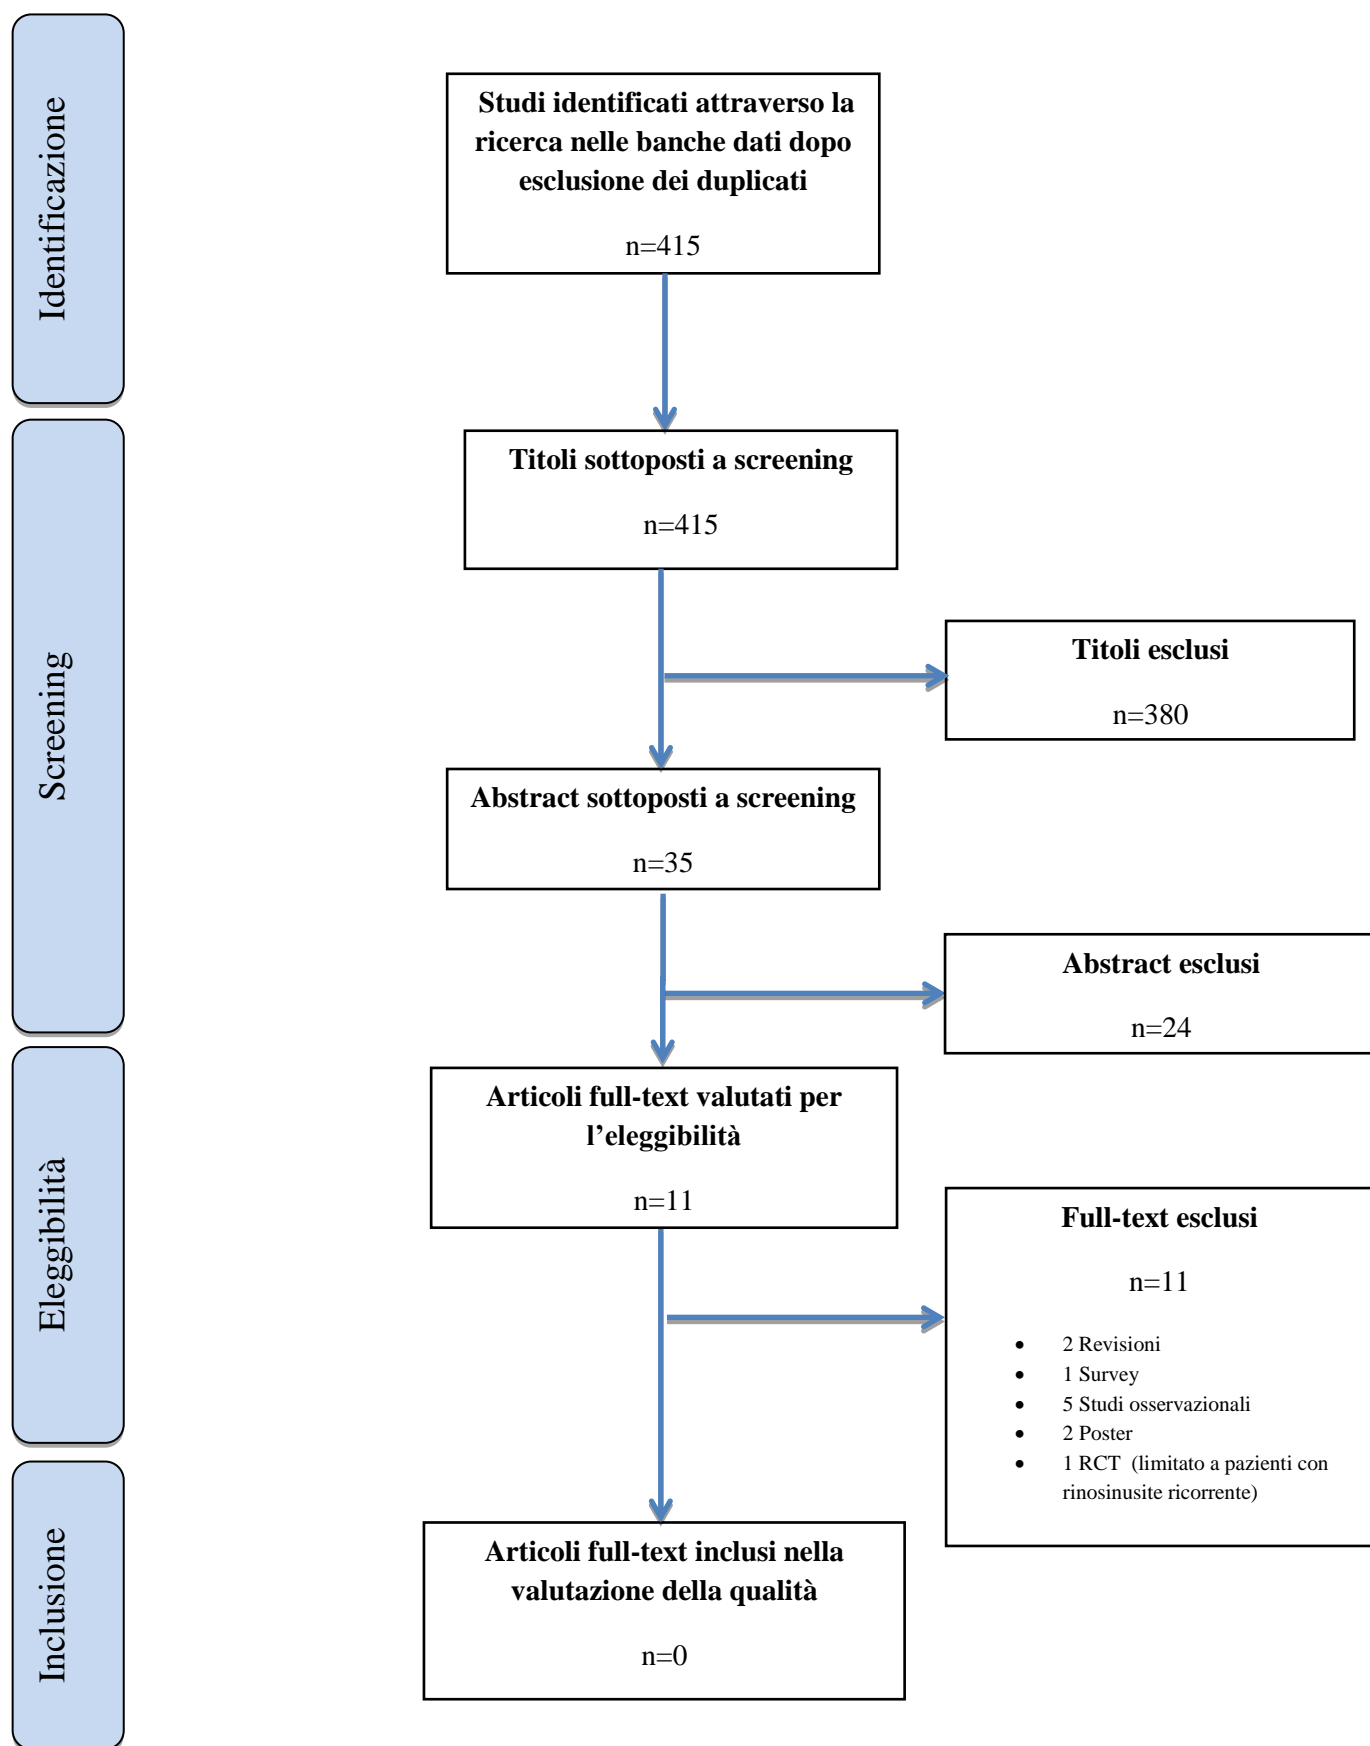 Identificazione
Studi identificati attraverso la
ricerca nelle banche dati dopo
esclusione dei duplicati
n=415
Screening
Titoli sottoposti a screening
n=415
Titoli esclusi
n=380
Abstract sottoposti a screening
n=35
Abstract esclusi
n=24
Eleggibilità
Articoli full-text valutati per
l’eleggibilità
n=11
Full-text esclusi
n=11
• 2 Revisioni
• 1 Survey
• 5 Studi osservazionali
• 2 Poster
• 1 RCT (limitato a pazienti con
rinosinusite ricorrente)
Inclusione
Articoli full-text inclusi nella
valutazione della qualità
n=0